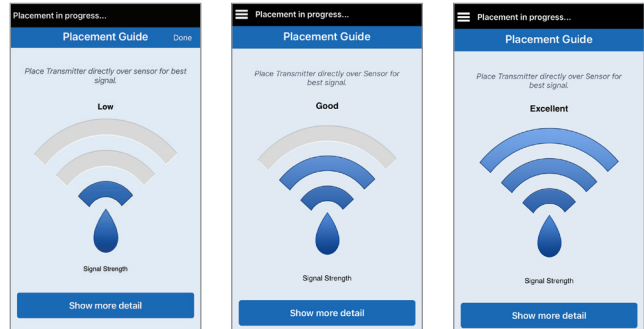 Placement in progress...
Placement Guide Done
Place Transmitter directly over sensor for best
signal.
Low
Signal Strength
Show more detail
Placement in progress...
Placement Guide
Place Transmitter directly over Sensor for
best signal.
Good
Signal Strength
Show more detail
Placement in progress...
Placement Guide
Place Transmitter directly over Sensor for
best signal.
Excellent
Signal Strength
Show more detail